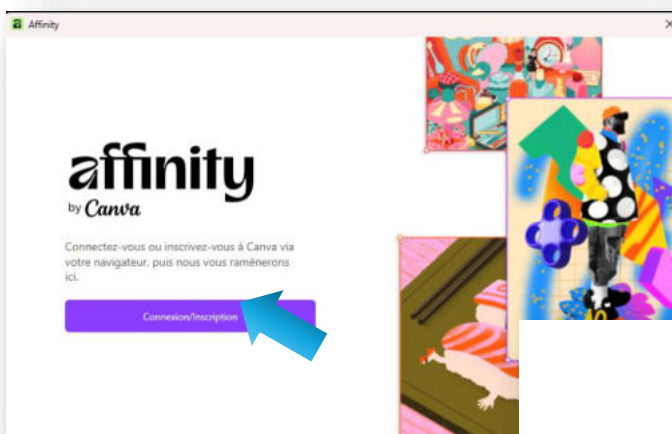 Affinity
affinity
by Canva
Connectez-vous ou inscrivez-vous à Canva via
votre navigateur, puis nous vous ramènerons
ici.
Connexion/Inscription